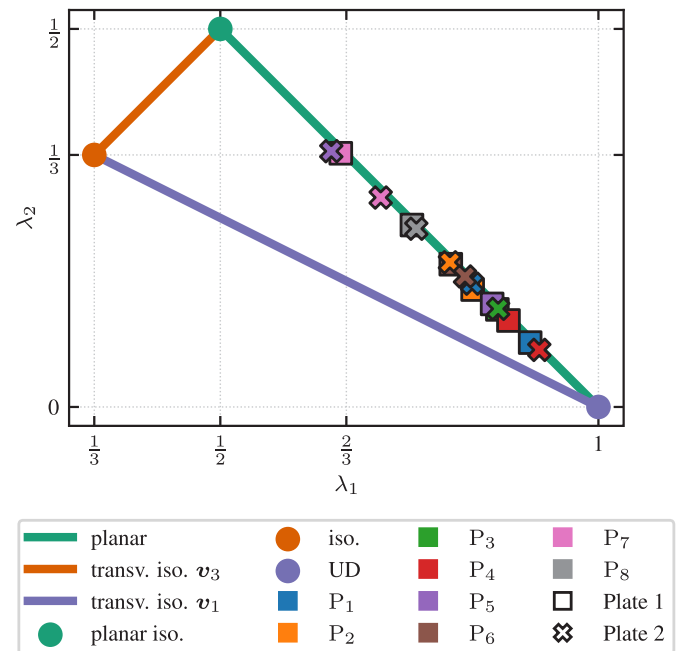 1/2
1/3
0
λ₂
1/3 1/2 2/3 1
λ₁
planar iso. P₃ P₇
transv. iso. v₃ UD P₄ P₈
transv. iso. v₁ P₁ P₅ Plate 1
planar iso. P₂ P₆ Plate 2